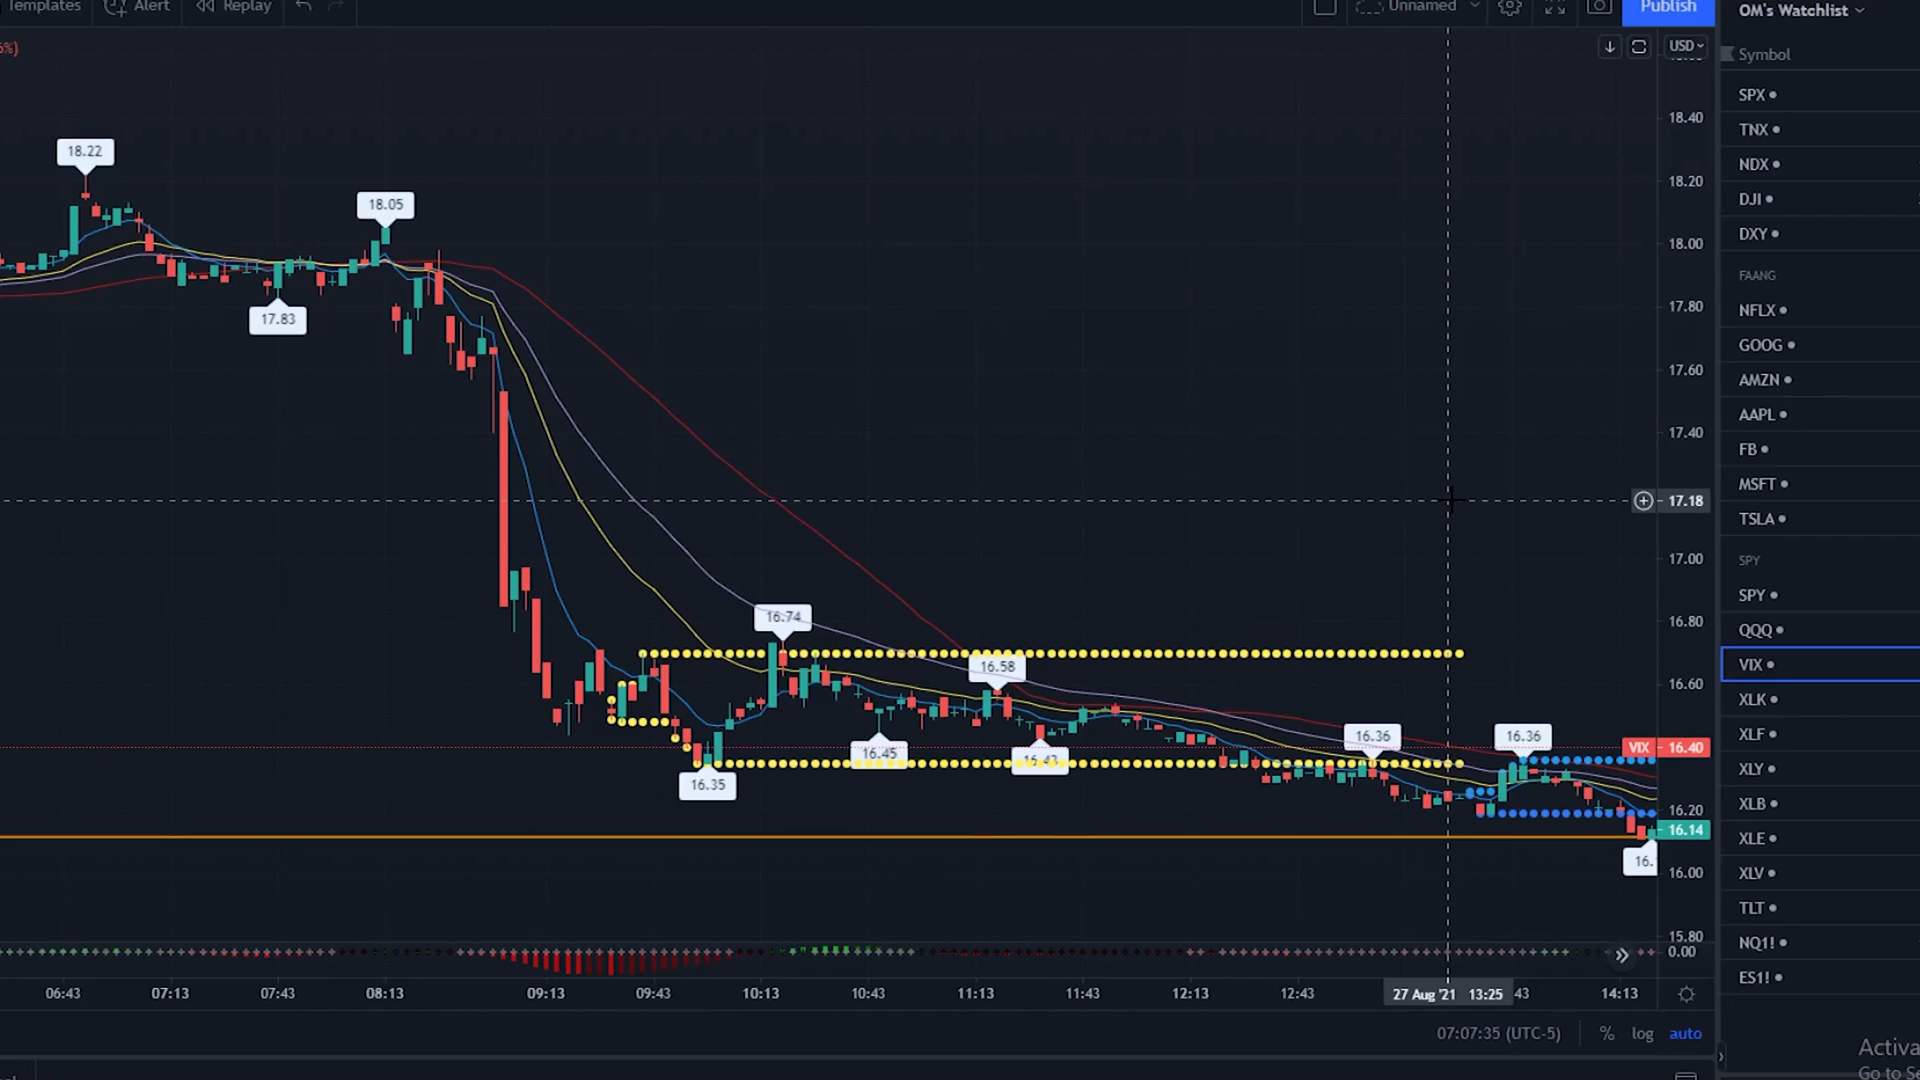 Templates Alert Replay Unnamed Publish
OM's Watchlist
6%)
USD
Symbol
SPX
TNX
NDX
DJI
DXY
FAANG
NFLX
GOOG
AMZN
AAPL
FB
MSFT
TSLA
SPY
SPY
QQQ
VIX
XLK
XLF
XLY
XLB
XLE
XLV
TLT
NQ1!
ES1!
18.40
18.20
18.00
17.80
17.60
17.40
17.18
17.00
16.80
16.60
VIX 16.40
16.20
16.14
16.00
15.80
0.00
18.22
18.05
17.83
16.74
16.58
16.45
16.35
16.36
16.36
16.
06:43 07:13 07:43 08:13 09:13 09:43 10:13 10:43 11:13 11:43 12:13 12:43 27 Aug '21 13:25 43 14:13
07:07:35 (UTC-5) % log auto
Activa
Go to Se